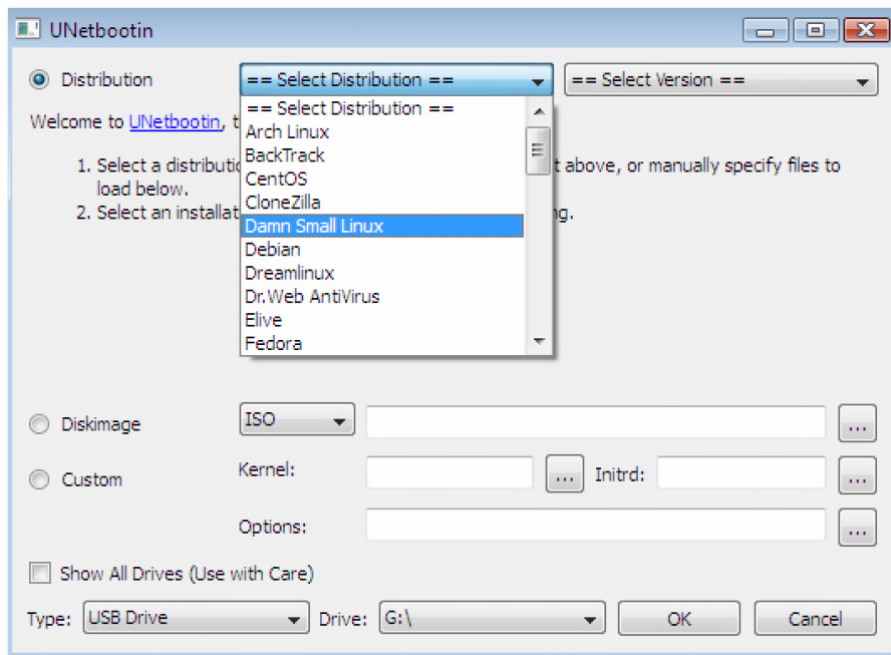 UNetbootin
Distribution == Select Distribution == == Select Version ==
== Select Distribution ==
Arch Linux
BackTrack
CentOS
CloneZilla
Damn Small Linux
Debian
Dreamlinux
Dr.Web AntiVirus
Elive
Fedora
Welcome to UNetbootin,
1. Select a above, or manually specify files to
load below.
2. Select an
Diskimage ISO ...
Custom Kernel: ... Initrd: ...
Options: ...
Show All Drives (Use with Care)
Type: USB Drive Drive: G:\ OK Cancel